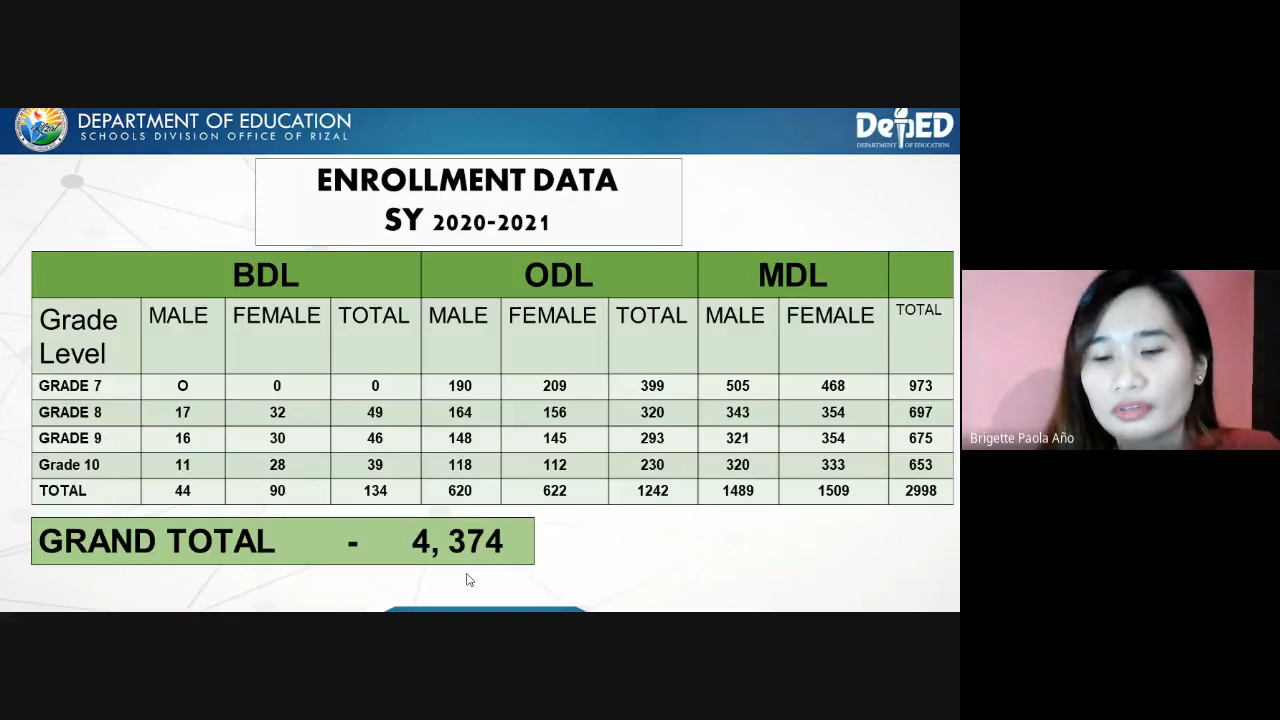 DEPARTMENT OF EDUCATION
SCHOOLS DIVISION OFFICE OF RIZAL
DepED
DEPARTMENT OF EDUCATION
ENROLLMENT DATA
SY 2020-2021
BDL ODL MDL
Grade Level MALE FEMALE TOTAL MALE FEMALE TOTAL MALE FEMALE TOTAL
GRADE 7 O 0 0 190 209 399 505 468 973
GRADE 8 17 32 49 164 156 320 343 354 697
GRADE 9 16 30 46 148 145 293 321 354 675
Grade 10 11 28 39 118 112 230 320 333 653
TOTAL 44 90 134 620 622 1242 1489 1509 2998
GRAND TOTAL - 4, 374
Brigette Paola Año